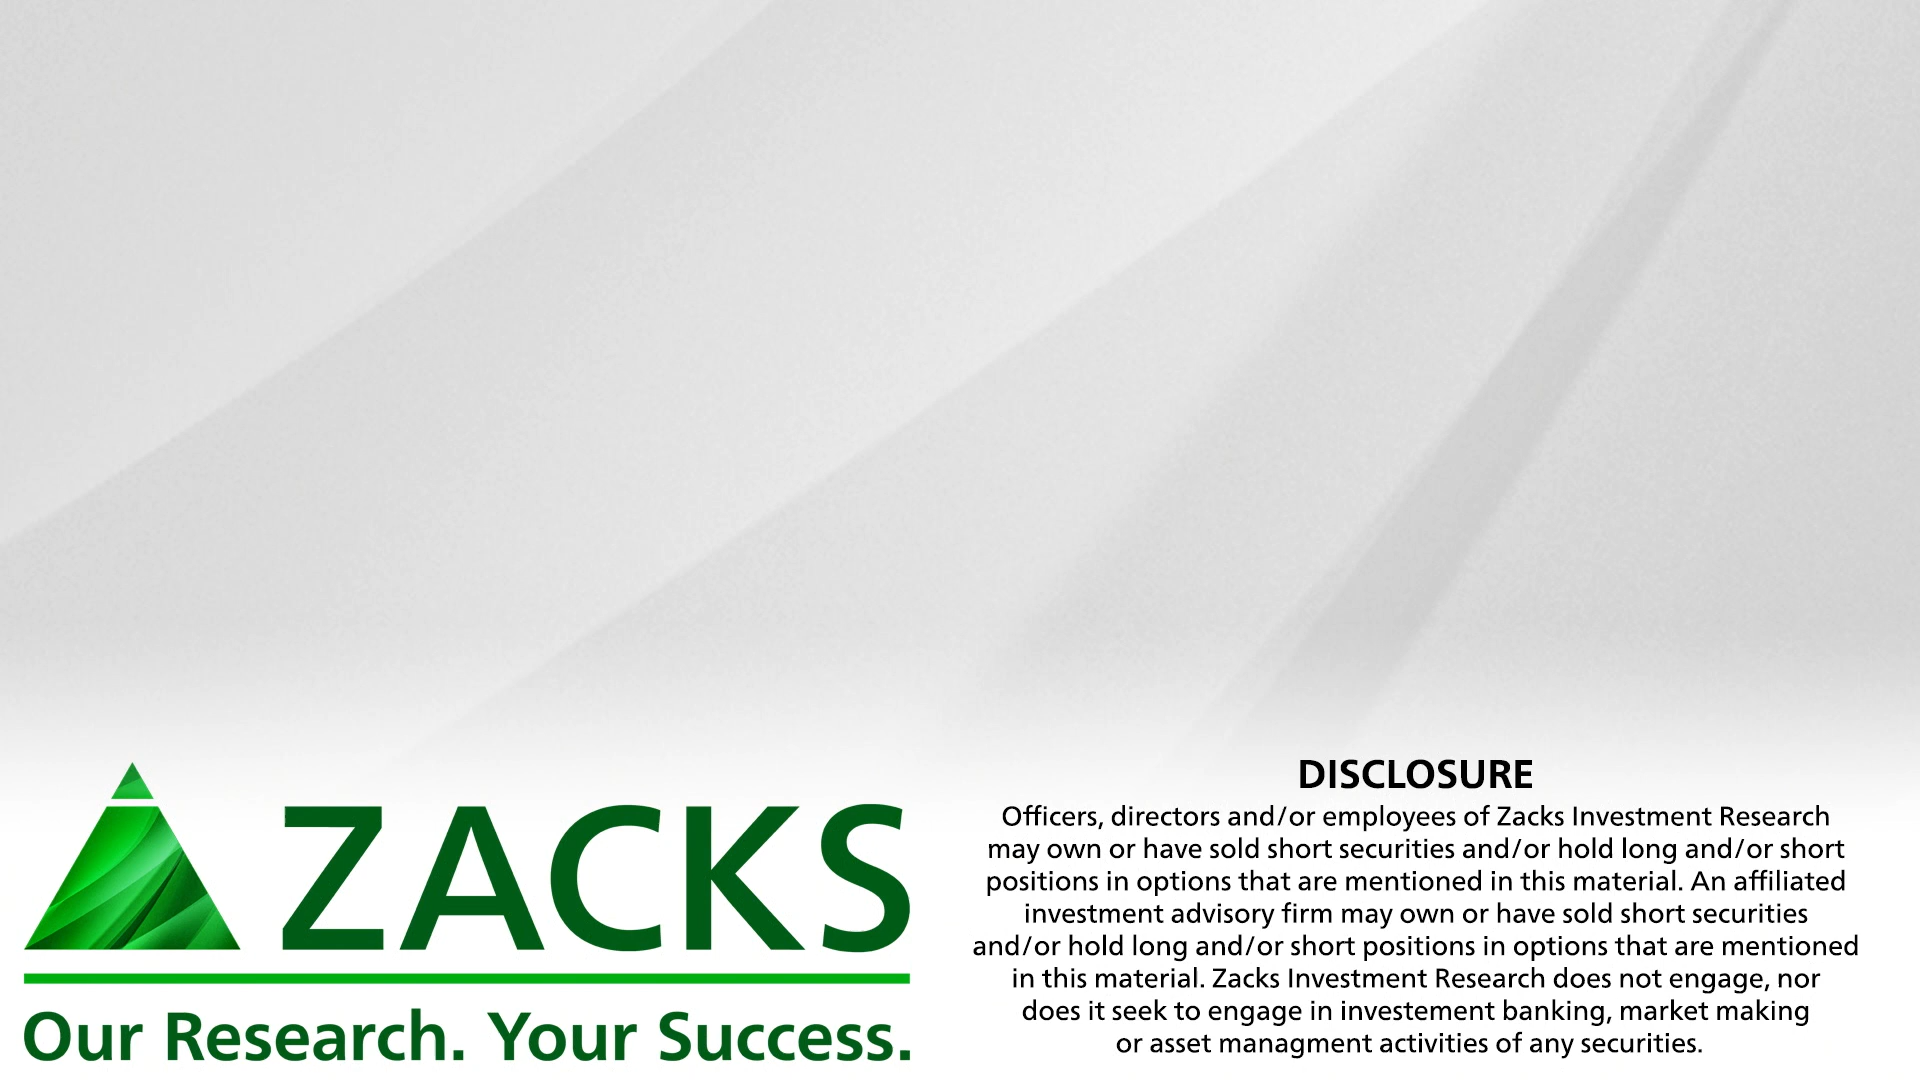 ZACKS
Our Research. Your Success.
DISCLOSURE
Officers, directors and/or employees of Zacks Investment Research
may own or have sold short securities and/or hold long and/or short
positions in options that are mentioned in this material. An affiliated
investment advisory firm may own or have sold short securities
and/or hold long and/or short positions in options that are mentioned
in this material. Zacks Investment Research does not engage, nor
does it seek to engage in investement banking, market making
or asset managment activities of any securities.